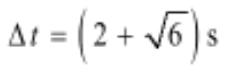 Δt = (2 + √6) s